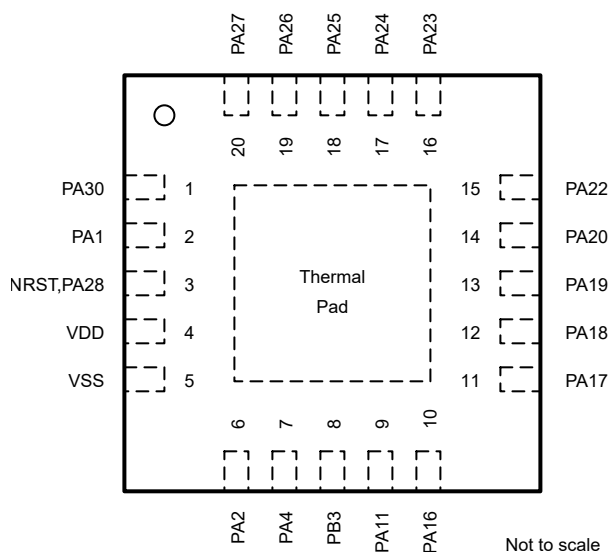 PA27 PA26 PA25 PA24 PA23
20 19 18 17 16
PA30 1 15 PA22
PA1 2 14 PA20
NRST,PA28 3 Thermal 13 PA19
Pad
VDD 4 12 PA18
VSS 5 11 PA17
6 7 8 9 10
PA2 PA4 PB3 PA11 PA16
Not to scale